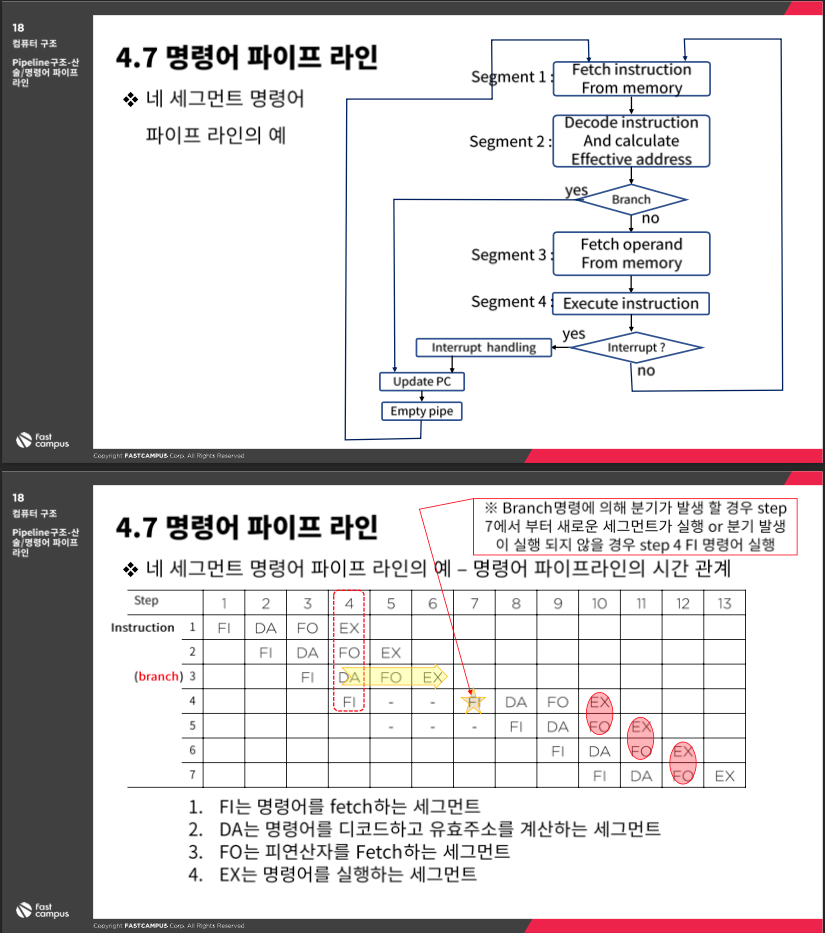 18
컴퓨터 구조
Pipeline구조-산
술/명령어 파이프
라인
4.7 명령어 파이프 라인
❖ 네 세그먼트 명령어
파이프 라인의 예
Segment 1 :
Fetch instruction
From memory
Segment 2 :
Decode instruction
And calculate
Effective address
yes
Branch
no
Segment 3 :
Fetch operand
From memory
Segment 4 :
Execute instruction
yes
Interrupt handling
Interrupt ?
no
Update PC
Empty pipe
fast
campus
Copyright FASTCAMPUS Corp. All Rights Reserved
18
컴퓨터 구조
Pipeline구조-산
술/명령어 파이프
라인
4.7 명령어 파이프 라인
※ Branch명령에 의해 분기가 발생 할 경우 step
7에서 부터 새로운 세그먼트가 실행 or 분기 발생
이 실행 되지 않을 경우 step 4 FI 명령어 실행
❖ 네 세그먼트 명령어 파이프 라인의 예 – 명령어 파이프라인의 시간 관계
Step 1 2 3 4 5 6 7 8 9 10 11 12 13
Instruction 1 FI DA FO EX
2 FI DA FO EX
(branch) 3 FI DA FO EX
4 FI - - FI DA FO EX
5 - - - FI DA FO EX
6 FI DA FO EX
7 FI DA FO EX
1. FI는 명령어를 fetch하는 세그먼트
2. DA는 명령어를 디코드하고 유효주소를 계산하는 세그먼트
3. FO는 피연산자를 Fetch하는 세그먼트
4. EX는 명령어를 실행하는 세그먼트
fast
campus
Copyright FASTCAMPUS Corp. All Rights Reserved